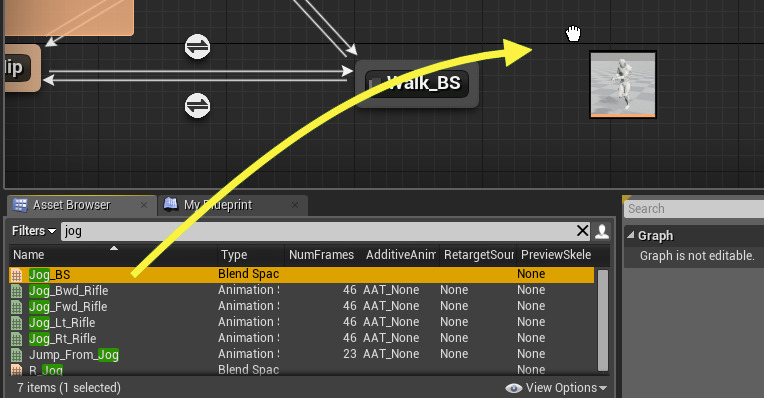 lip
Walk_BS
Asset Browser
My Blueprint
Filters
jog
Search
Name Type NumFrames AdditiveAnim RetargetSour PreviewSkele
Graph
Graph is not editable.
Jog_BS Blend Spac None
Jog_Bwd_Rifle Animation S 46 AAT_None None None
Jog_Fwd_Rifle Animation S 46 AAT_None None None
Jog_Lt_Rifle Animation S 46 AAT_None None None
Jog_Rt_Rifle Animation S 46 AAT_None None None
Jump_From_Jog Animation S 23 AAT_None None None
R_Jog Blend Spac None
7 items (1 selected)
View Options